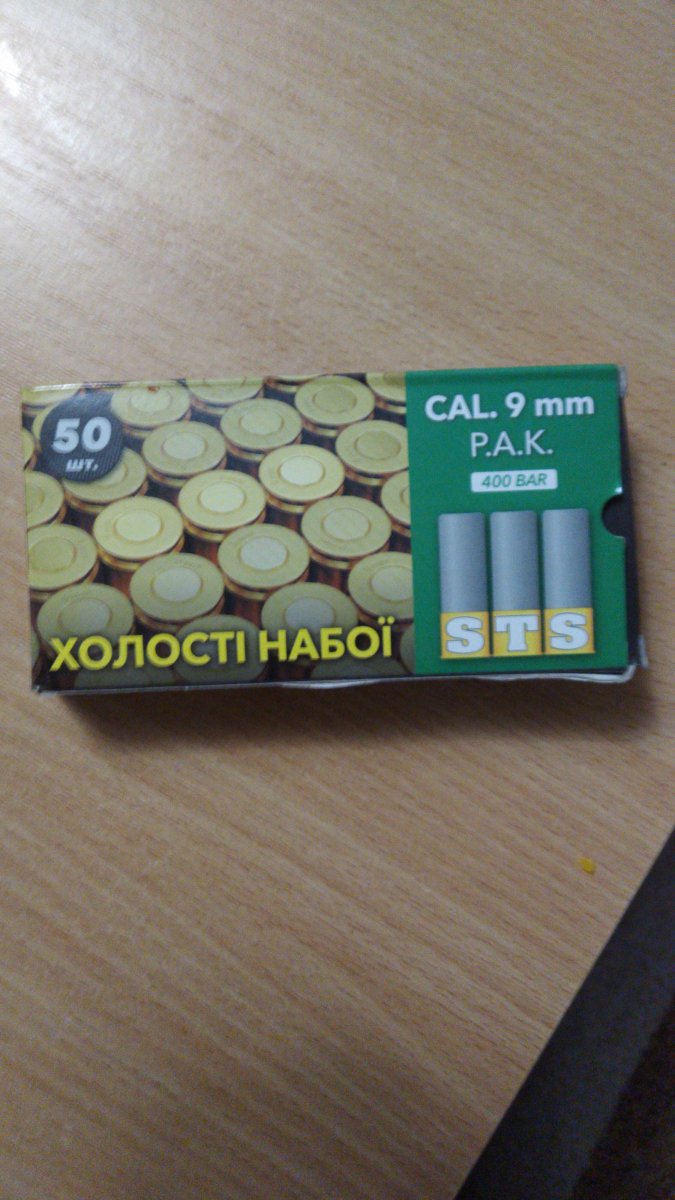 50
шт.
ХОЛОСТІ НАБОЇ
CAL. 9 mm
P.A.K.
400 BAR
STS